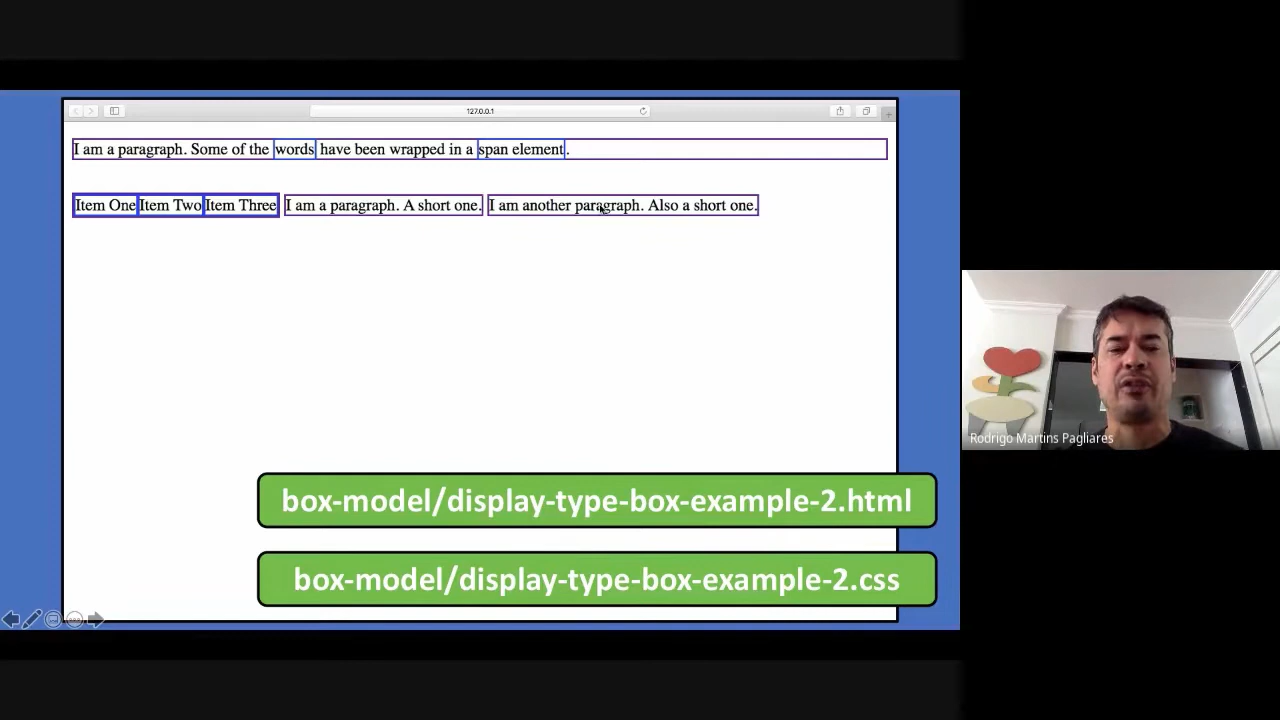 127.0.0.1
I am a paragraph. Some of the words have been wrapped in a span element.
Item One Item Two Item Three I am a paragraph. A short one. I am another paragraph. Also a short one.
Rodrigo Martins Pagliares
box-model/display-type-box-example-2.html
box-model/display-type-box-example-2.css